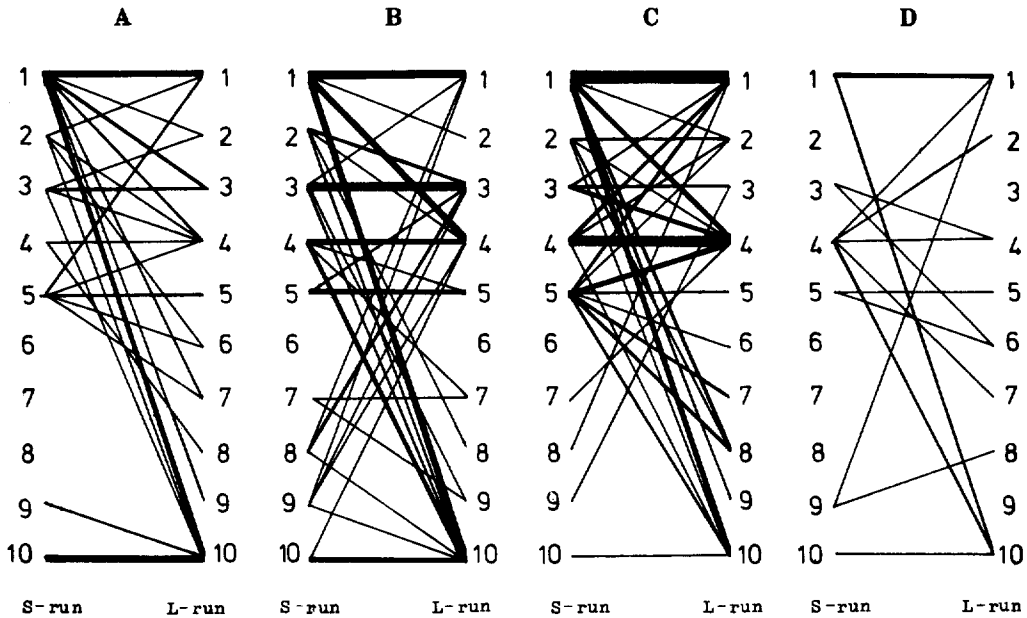 A B C D
1 1 1 1 1 1 1 1
2 2 2 2 2 2 2 2
3 3 3 3 3 3 3 3
4 4 4 4 4 4 4 4
5 5 5 5 5 5 5 5
6 6 6 6 6 6 6 6
7 7 7 7 7 7 7 7
8 8 8 8 8 8 8 8
9 9 9 9 9 9 9 9
10 10 10 10 10 10 10 10
S-run L-run S-run L-run S-run L-run S-run L-run